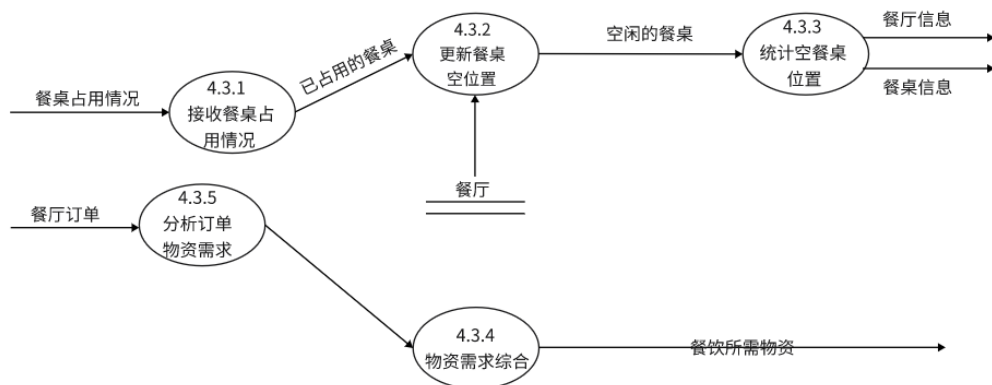 餐桌占用情况
4.3.1
接收餐桌占
用情况
已占用的餐桌
4.3.2
更新餐桌
空位置
空闲的餐桌
4.3.3
统计空餐桌
位置
餐厅信息
餐桌信息
餐厅
餐厅订单
4.3.5
分析订单
物资需求
4.3.4
物资需求综合
餐饮所需物资